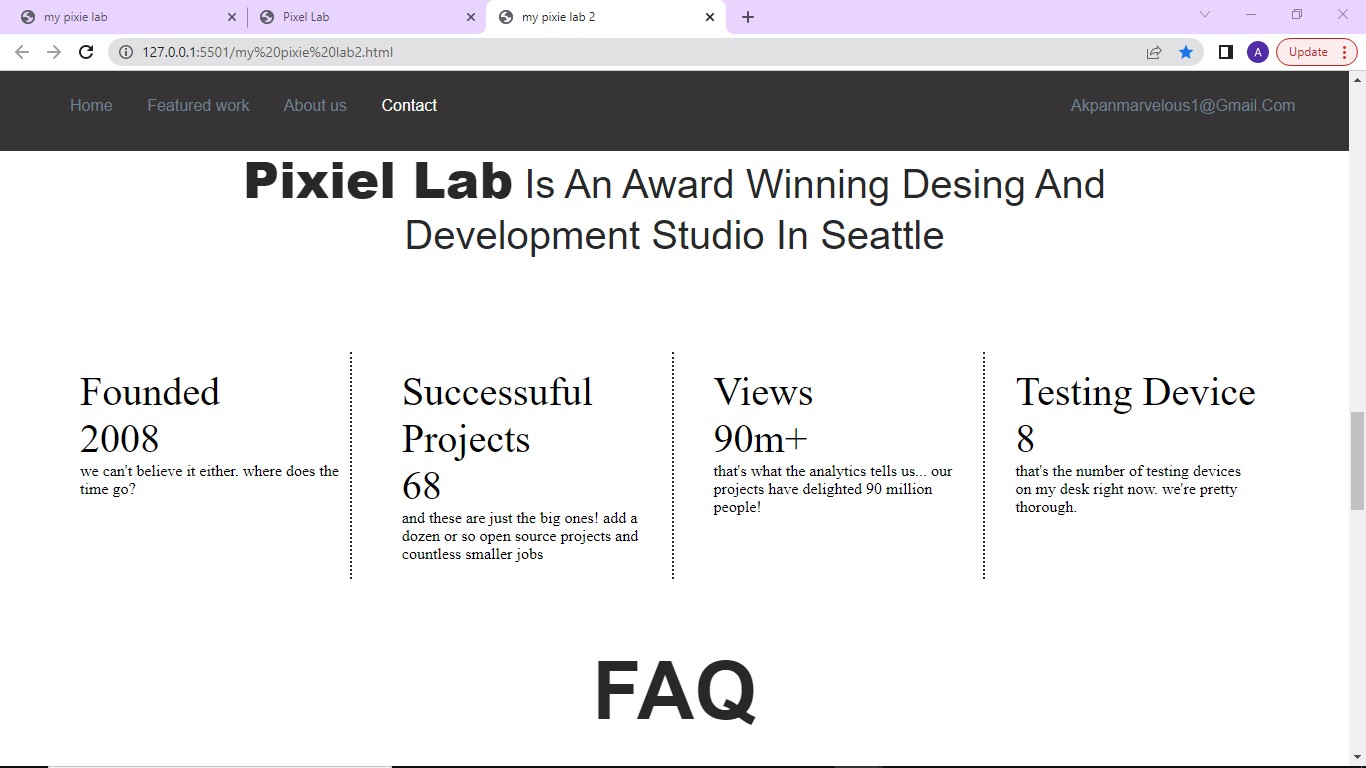 my pixie lab
Pixel Lab
my pixie lab 2
127.0.0.1:5501/my%20pixie%20lab2.html
A
Update
Home
Featured work
About us
Contact
Akpanmarvelous1@Gmail.Com
Pixiel Lab Is An Award Winning Desing And
Development Studio In Seattle
Founded
2008
we can't believe it either. where does the
time go?
Successuful
Projects
68
and these are just the big ones! add a
dozen or so open source projects and
countless smaller jobs
Views
90m+
that's what the analytics tells us... our
projects have delighted 90 million
people!
Testing Device
8
that's the number of testing devices
on my desk right now. we're pretty
thorough.
FAQ